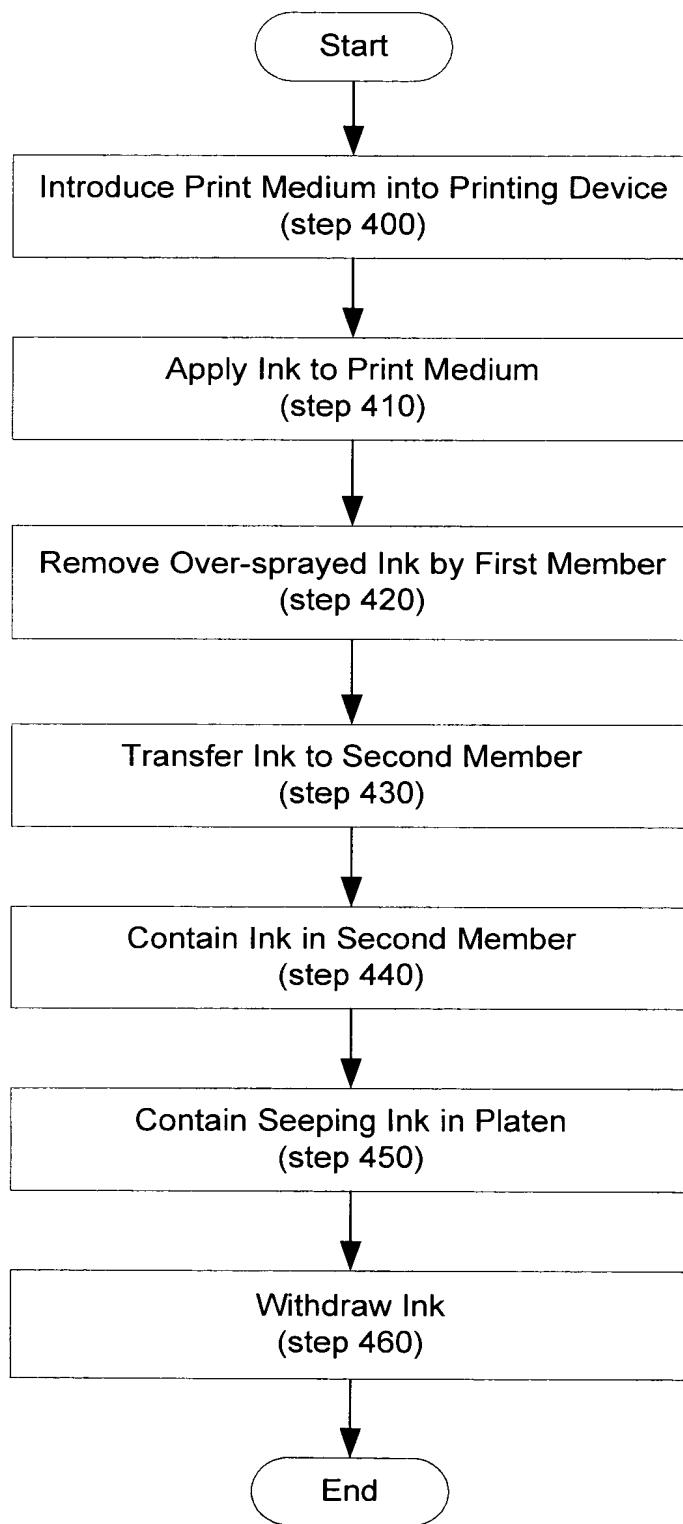 Start
Introduce Print Medium into Printing Device
(step 400)
Apply Ink to Print Medium
(step 410)
Remove Over-sprayed Ink by First Member
(step 420)
Transfer Ink to Second Member
(step 430)
Contain Ink in Second Member
(step 440)
Contain Seeping Ink in Platen
(step 450)
Withdraw Ink
(step 460)
End